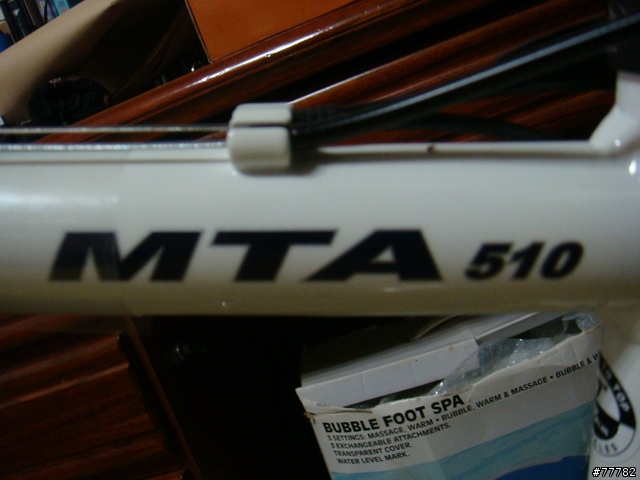 MTA 510
BUBBLE FOOT SPA
3 SETTINGS: MASSAGE, WARM • BUBBLE, WARM & MASSAGE • BUBBLE &
3 EXCHANGEABLE ATTACHMENTS.
TRANSPARENT COVER.
WATER LEVEL MARK.
TOP
#77782